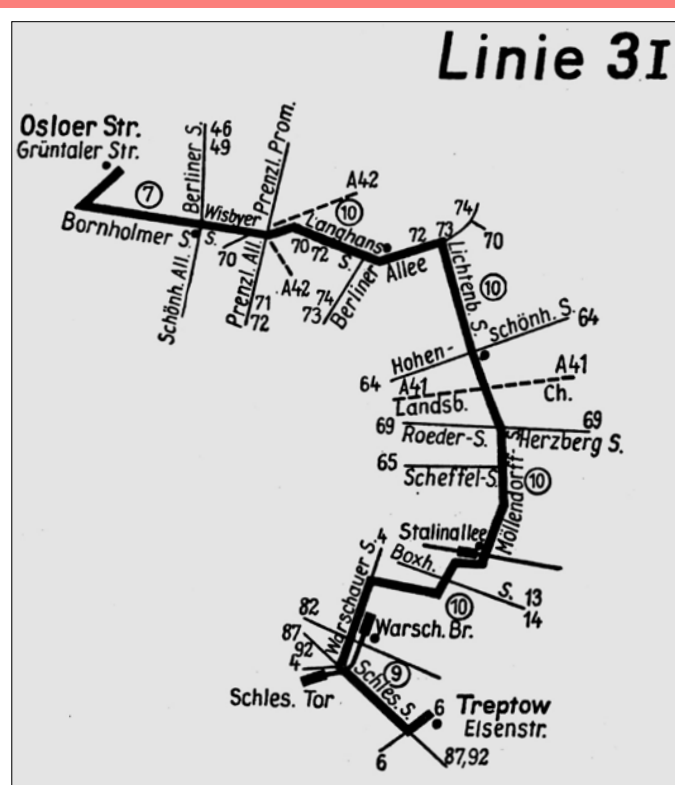 Linie 3I
Osloer Str.
Grüntaler Str.
7
Berliner S.
46
49
Prenzl. Prom.
A42
10
Wisbyer S.
Langhans S.
70
72
72
73
74
70
Bornholmer S.
Schönh. All.
70
Prenzl. All.
71
72
A42
74
73
Berliner Allee
Lichtenb. S.
10
Hohen-
schönh. S.
64
64
A41
A41
Landsb.
Ch.
69
69
Roeder-S.
Herzberg S.
65
Scheffel-S.
10
Möllendorff-S.
Stalinallee
4
Boxh.
S.
13
14
10
Warschauer S.
82
87
92
4
Warsch. Br.
9
Schles. S.
Schles. Tor
6
Treptow
Elsenstr.
6
87,92